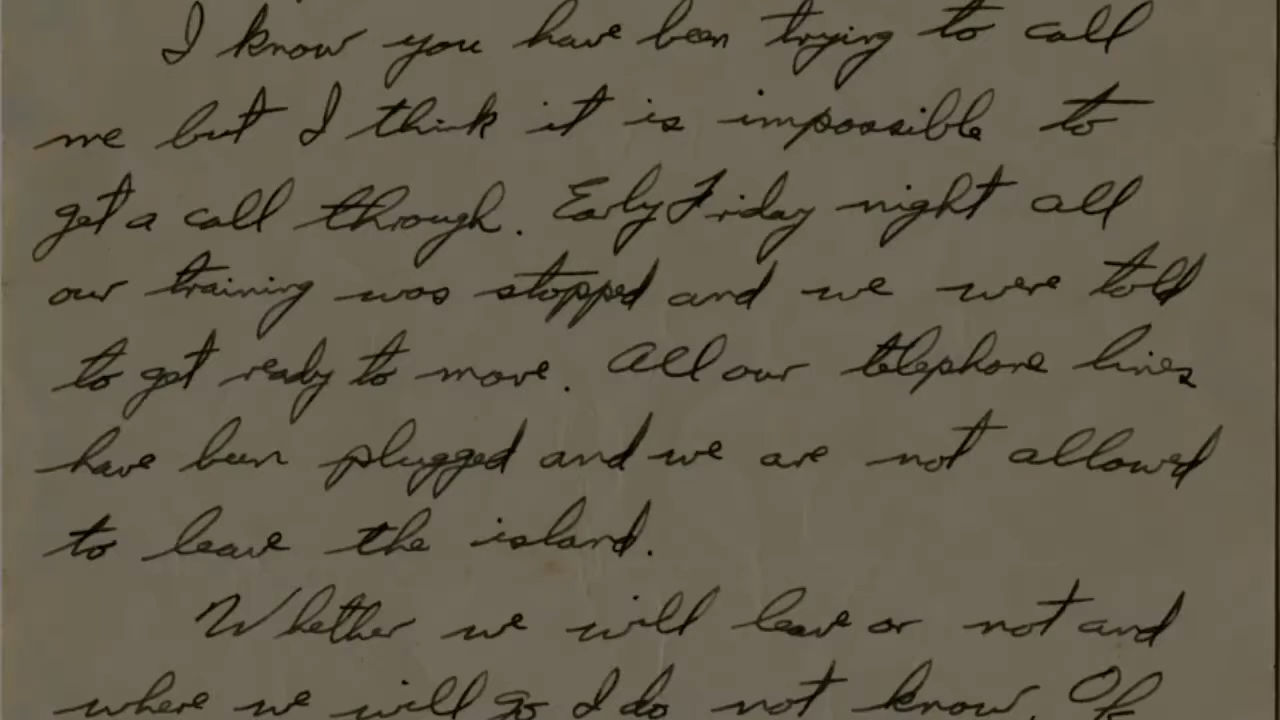 I know you have been trying to call
me but I think it is impossible to
get a call through. Early Friday night all
our training was stopped and we were told
to get ready to move. All our telephone lines
have been plugged and we are not allowed
to leave the island.
Whether we will leave or not and
where we will go I do not know. Of